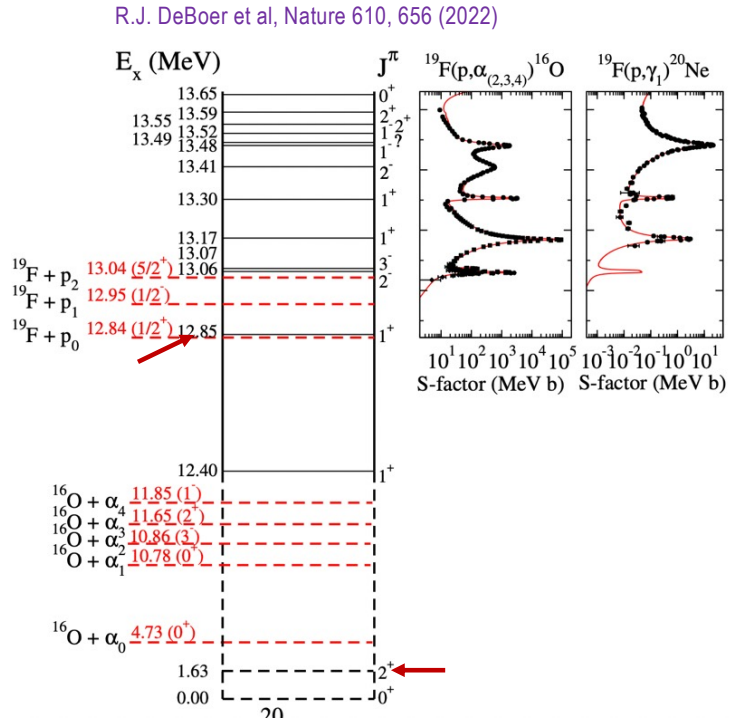 R.J. DeBoer et al, Nature 610, 656 (2022)
Eₓ (MeV)
J^π
¹⁹F(p,α₍₂,₃,₄₎)¹⁶O
¹⁹F(p,γ₁)²⁰Ne
13.65 0⁺
13.59 2⁺
13.55
13.52 1⁻2⁺
13.49
13.48 1⁻?
13.41 2⁻
13.30 1⁺
13.17 1⁺
13.07 3⁻
13.06 2⁻
¹⁹F + p₂ 13.04 (5/2⁺)
¹⁹F + p₁ 12.95 (1/2⁻)
¹⁹F + p₀ 12.84 (1/2⁺) 12.85 1⁺
10¹ 10² 10³ 10⁴ 10⁵
S-factor (MeV b)
10⁻³ 10⁻² 10⁻¹ 10⁰ 10¹
S-factor (MeV b)
12.40 1⁺
¹⁶O + α₄ 11.85 (1⁻)
¹⁶O + α₃ 11.65 (2⁺)
¹⁶O + α₂ 10.86 (3⁻)
¹⁶O + α₁ 10.78 (0⁺)
¹⁶O + α₀ 4.73 (0⁺)
1.63 2⁺
0.00 0⁺
20